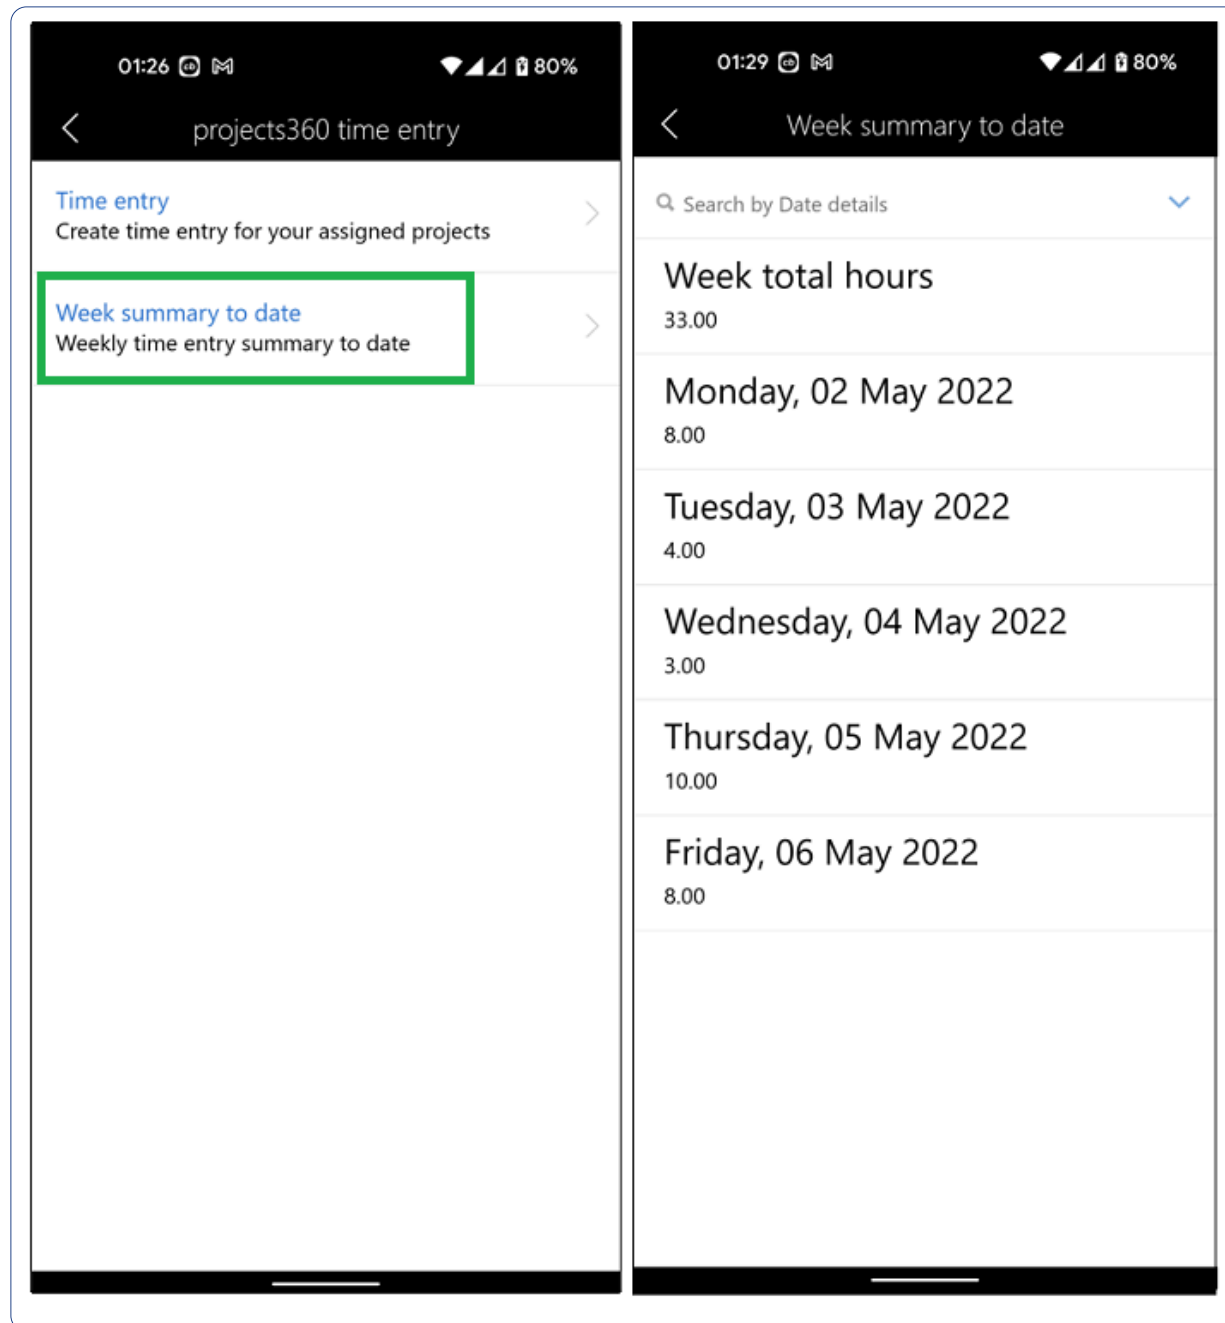 01:26
80%
projects360 time entry
Time entry
Create time entry for your assigned projects
Week summary to date
Weekly time entry summary to date
01:29
80%
Week summary to date
Search by Date details
Week total hours
33.00
Monday, 02 May 2022
8.00
Tuesday, 03 May 2022
4.00
Wednesday, 04 May 2022
3.00
Thursday, 05 May 2022
10.00
Friday, 06 May 2022
8.00